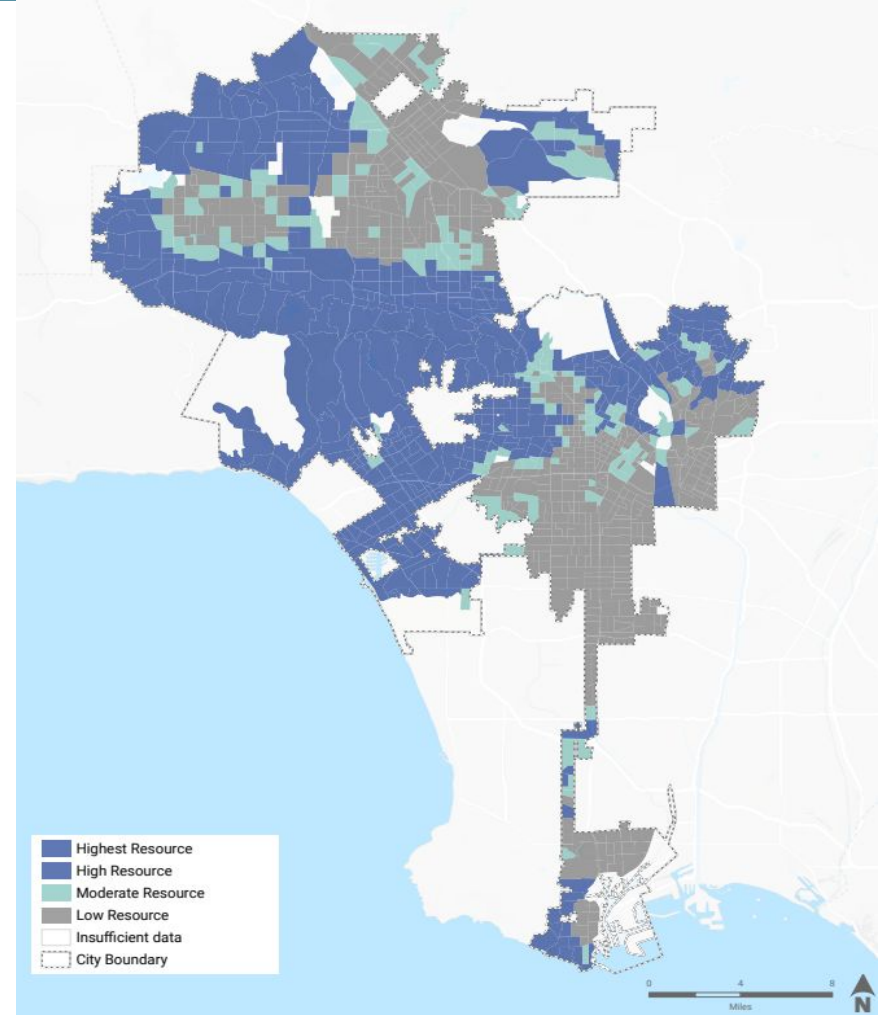 Highest Resource
High Resource
Moderate Resource
Low Resource
Insufficient data
City Boundary
0 4 8
Miles
N